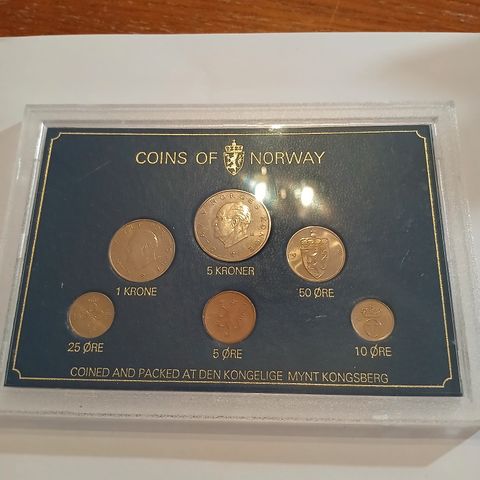 COINS OF NORWAY
5 KRONER
1 KRONE
50 ØRE
25 ØRE
5 ØRE
10 ØRE
COINED AND PACKED AT DEN KONGELIGE MYNT KONGSBERG